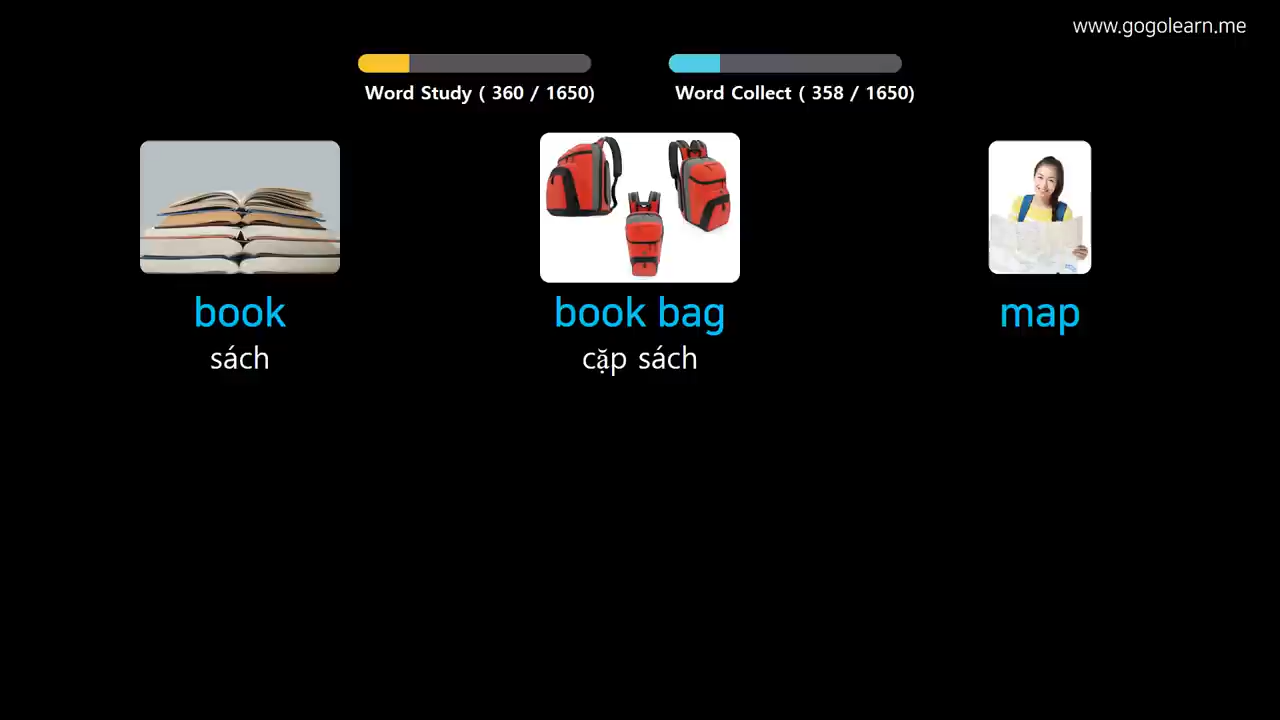 www.gogolearn.me
Word Study ( 360 / 1650)
Word Collect ( 358 / 1650)
book
book bag
map
sách
cặp sách